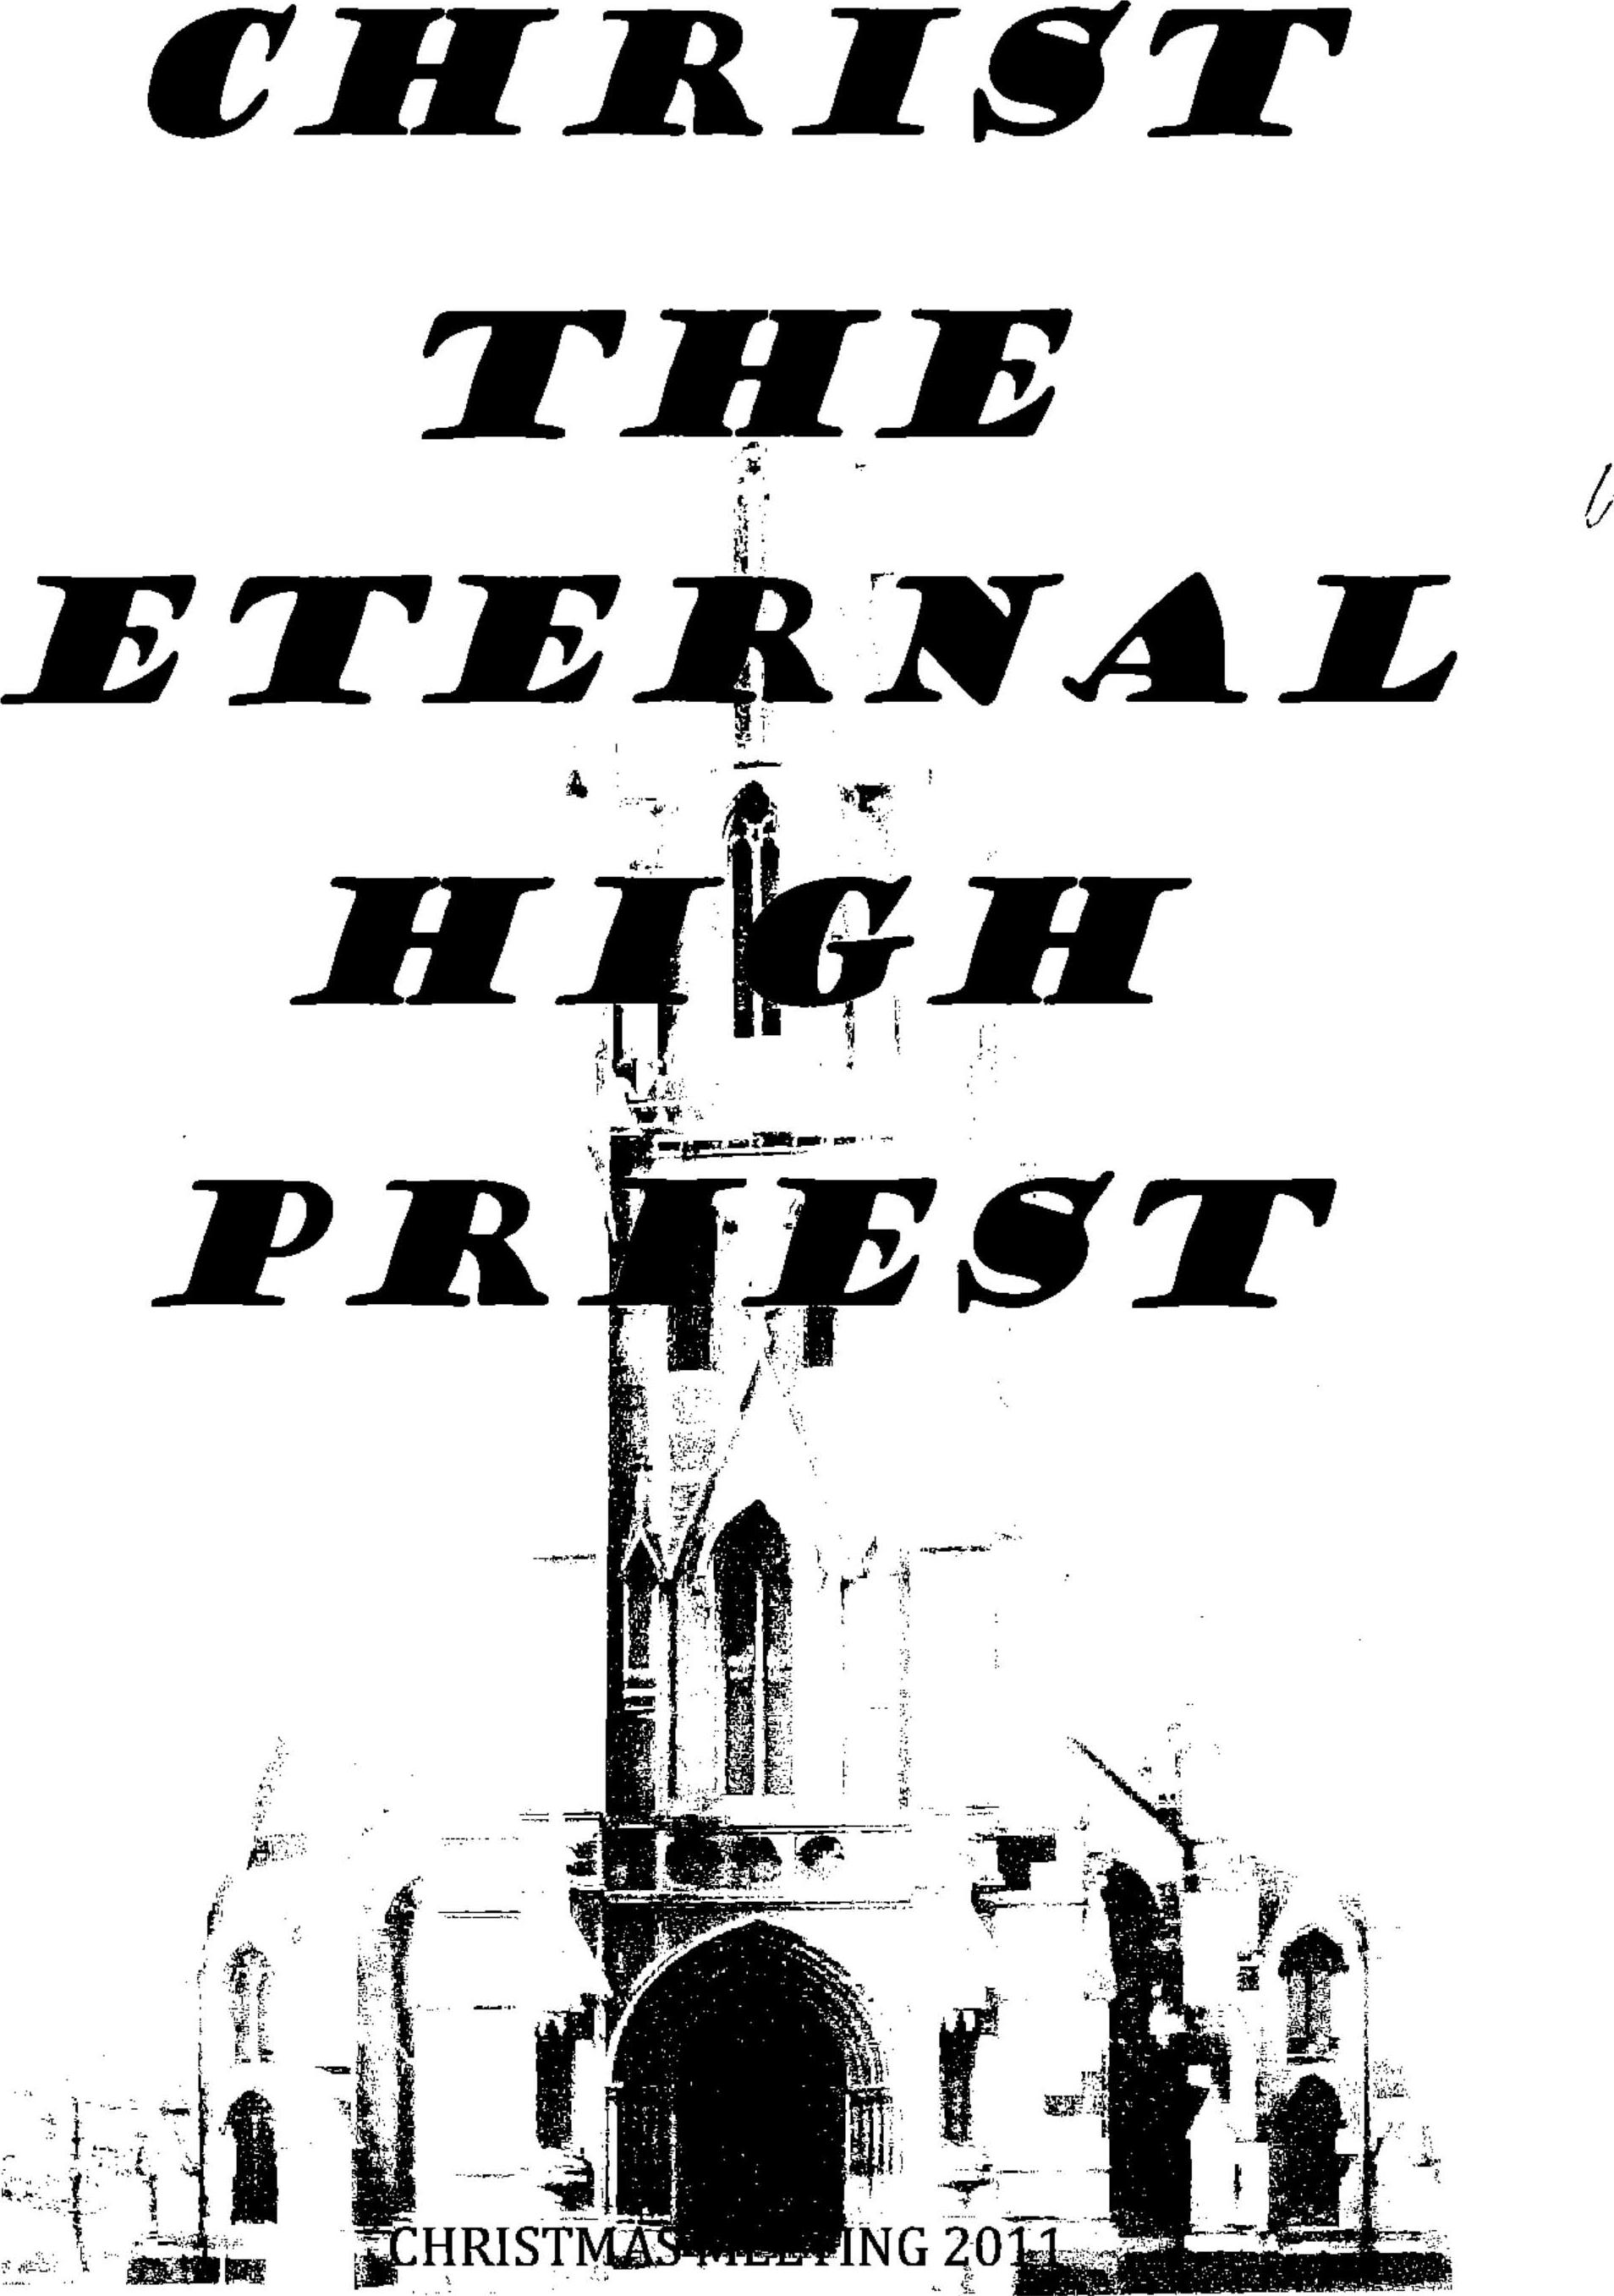 CHRIST
THE
ETERNAL
HIGH
PRIEST
CHRISTMAS MEETING 2011